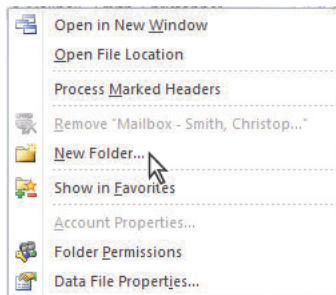 Open in New Window
Open File Location
Process Marked Headers
Remove "Mailbox - Smith, Christop..."
New Folder...
Show in Favorites
Account Properties...
Folder Permissions
Data File Properties...